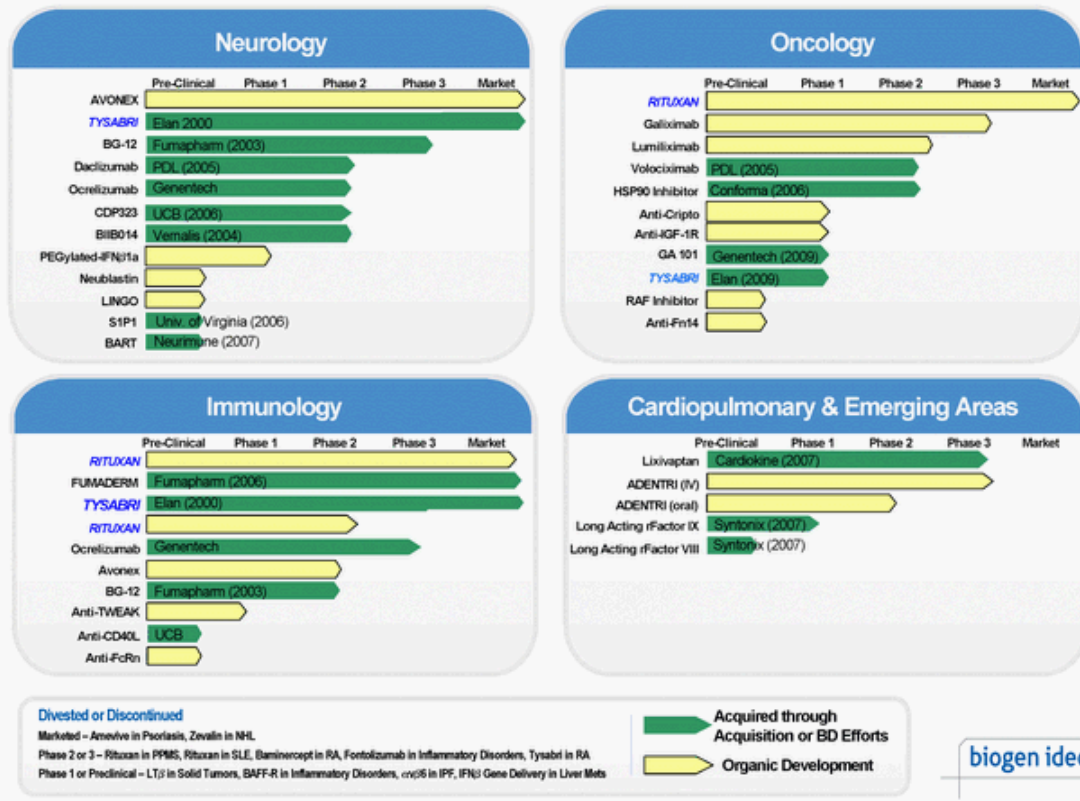 Neurology
Pre-Clinical Phase 1 Phase 2 Phase 3 Market
AVONEX
TYSABRI Elan 2000
BG-12 Fumapharm (2003)
Daclizumab PDL (2005)
Ocrelizumab Genentech
CDP323 UCB (2006)
BIIB014 Vernalis (2004)
PEGylated-IFNβ1a
Neublastin
LINGO
S1P1 Univ. of Virginia (2006)
BART Neurimune (2007)
Oncology
Pre-Clinical Phase 1 Phase 2 Phase 3 Market
RITUXAN
Galiximab
Lumiliximab
Volociximab PDL (2005)
HSP90 Inhibitor Conforma (2006)
Anti-Cripto
Anti-IGF-1R
GA 101 Genentech (2009)
TYSABRI Elan (2009)
RAF Inhibitor
Anti-Fn14
Immunology
Pre-Clinical Phase 1 Phase 2 Phase 3 Market
RITUXAN
FUMADERM Fumapharm (2006)
TYSABRI Elan (2000)
RITUXAN
Ocrelizumab Genentech
Avonex
BG-12 Fumapharm (2003)
Anti-TWEAK
Anti-CD40L UCB
Anti-FcRn
Cardiopulmonary & Emerging Areas
Pre-Clinical Phase 1 Phase 2 Phase 3 Market
Lixivaptan Cardiokine (2007)
ADENTRI (IV)
ADENTRI (oral)
Long Acting rFactor IX Syntonix (2007)
Long Acting rFactor VIII Syntonix (2007)
Divested or Discontinued
Marketed – Amevive in Psoriasis, Zevalin in NHL
Phase 2 or 3 – Rituxan in PPMS, Rituxan in SLE, Baminercept in RA, Fontolizumab in Inflammatory Disorders, Tysabri in RA
Phase 1 or Preclinical – LTβ in Solid Tumors, BAFF-R in Inflammatory Disorders, αvβ6 in IPF, IFNβ Gene Delivery in Liver Mets
Acquired through
Acquisition or BD Efforts
Organic Development
biogen idec